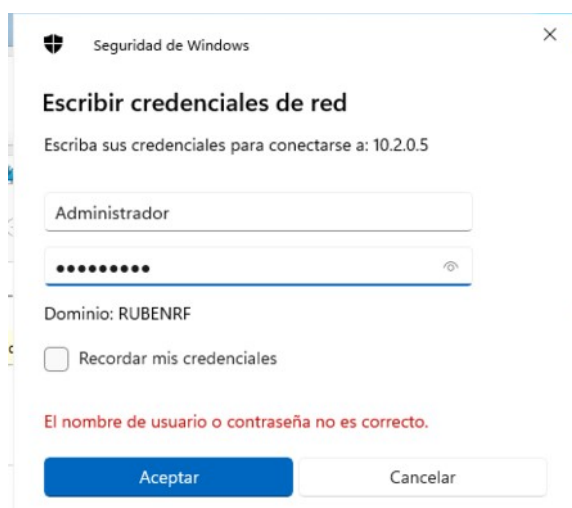 Seguridad de Windows
Escribir credenciales de red
Escriba sus credenciales para conectarse a: 10.2.0.5
Administrador
•••••••••
Dominio: RUBENRF
Recordar mis credenciales
El nombre de usuario o contraseña no es correcto.
Aceptar
Cancelar